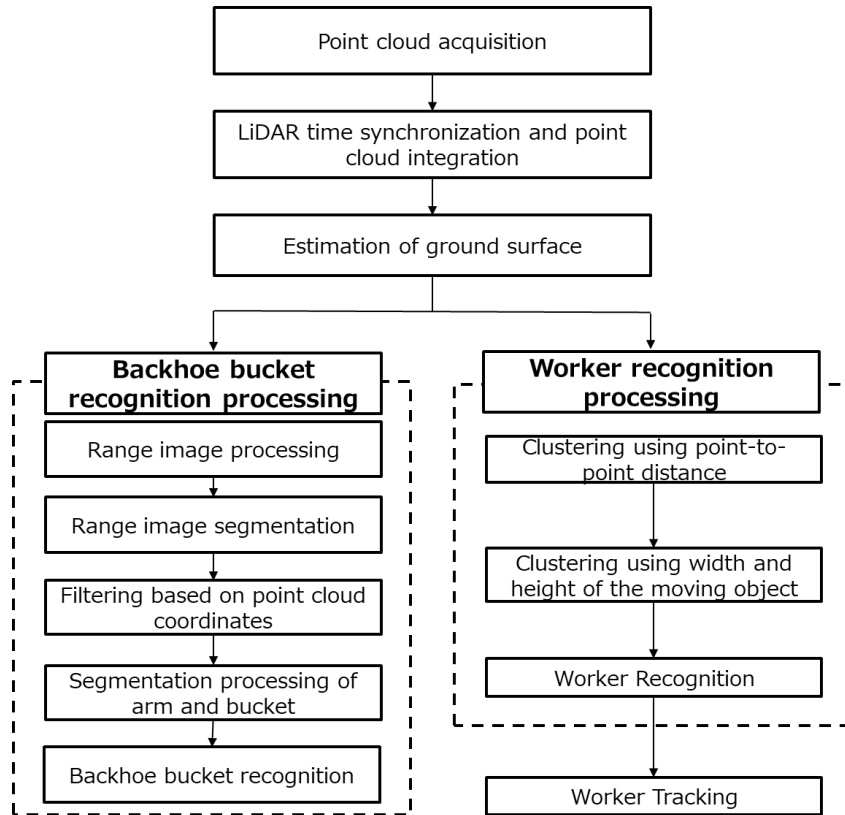 Point cloud acquisition
LiDAR time synchronization and point
cloud integration
Estimation of ground surface
Backhoe bucket
recognition processing
Range image processing
Range image segmentation
Filtering based on point cloud
coordinates
Segmentation processing of
arm and bucket
Backhoe bucket recognition
Worker recognition
processing
Clustering using point-to-
point distance
Clustering using width and
height of the moving object
Worker Recognition
Worker Tracking